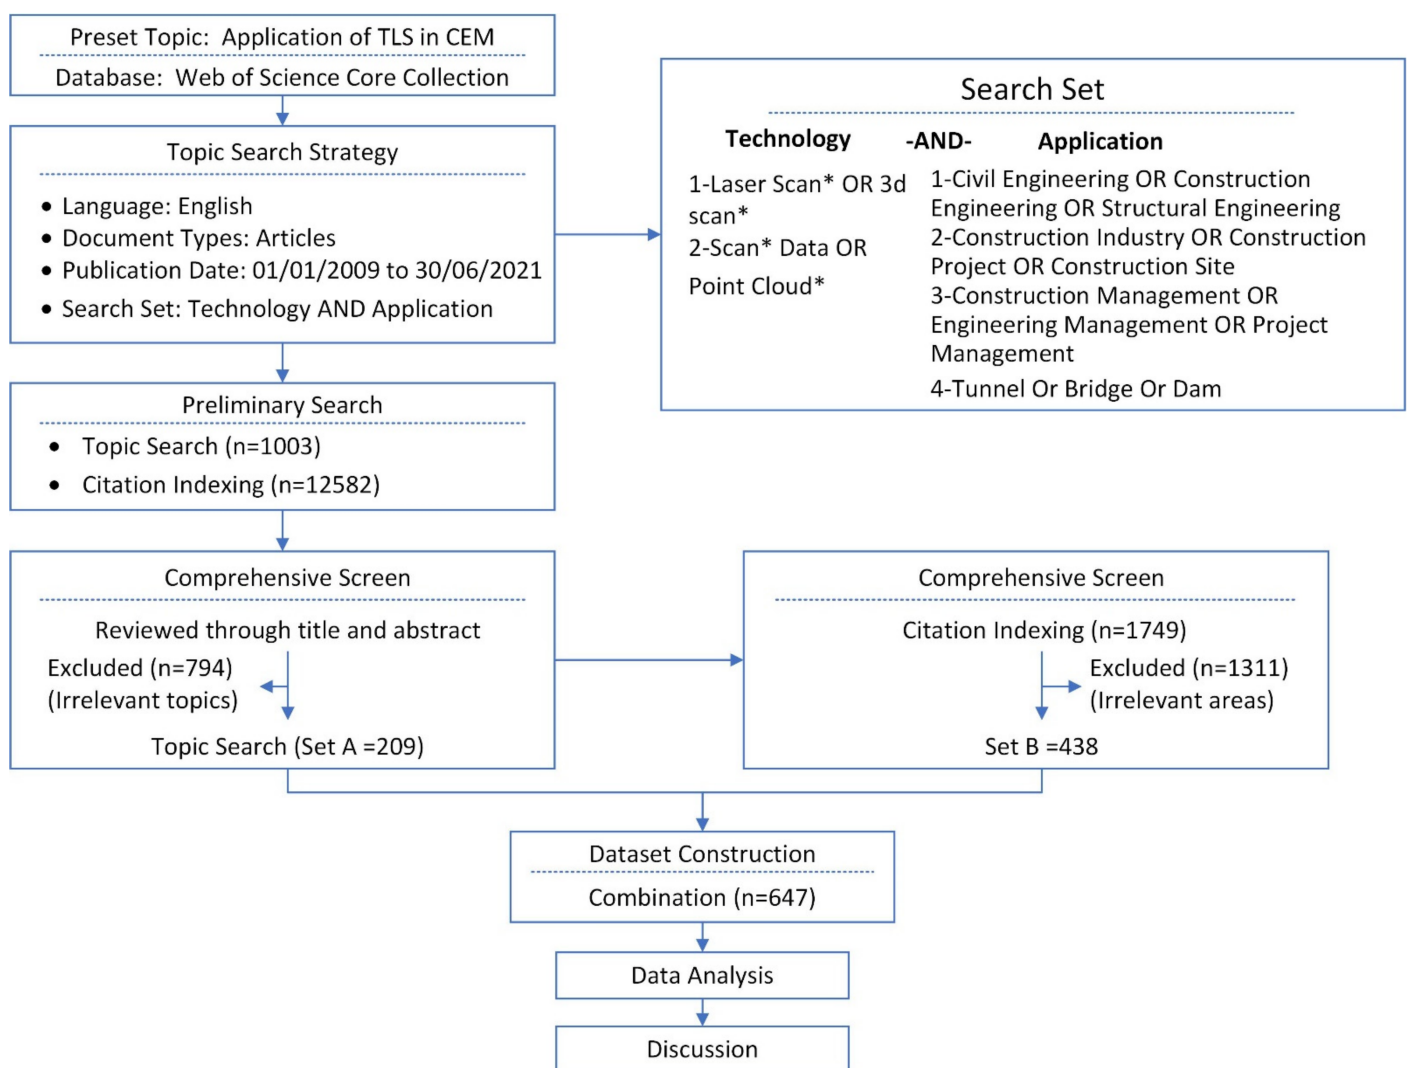 Preset Topic: Application of TLS in CEM
Database: Web of Science Core Collection
Topic Search Strategy
• Language: English
• Document Types: Articles
• Publication Date: 01/01/2009 to 30/06/2021
• Search Set: Technology AND Application
Search Set
Technology -AND- Application
1-Laser Scan* OR 3d
scan*
2-Scan* Data OR
Point Cloud*
1-Civil Engineering OR Construction
Engineering OR Structural Engineering
2-Construction Industry OR Construction
Project OR Construction Site
3-Construction Management OR
Engineering Management OR Project
Management
4-Tunnel Or Bridge Or Dam
Preliminary Search
• Topic Search (n=1003)
• Citation Indexing (n=12582)
Comprehensive Screen
Reviewed through title and abstract
Excluded (n=794)
(Irrelevant topics)
Topic Search (Set A =209)
Comprehensive Screen
Citation Indexing (n=1749)
Excluded (n=1311)
(Irrelevant areas)
Set B =438
Dataset Construction
Combination (n=647)
Data Analysis
Discussion